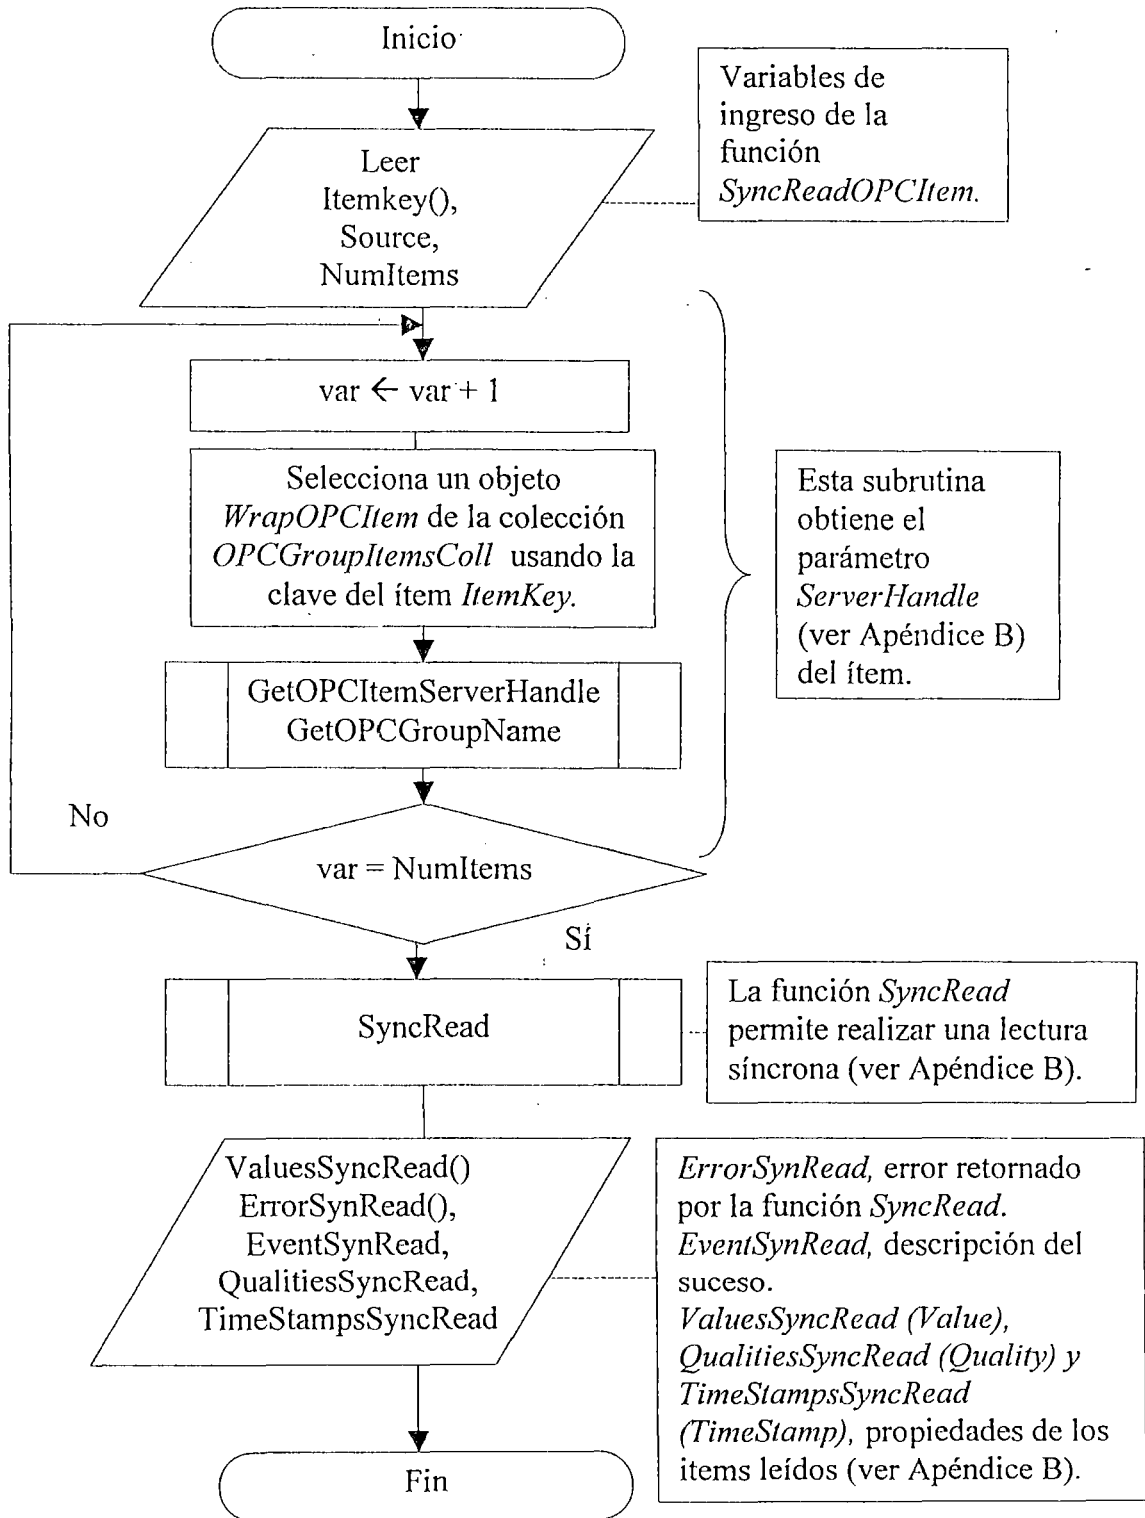 Inicio
Variables de
ingreso de la
función
SyncReadOPCItem.
Leer
Itemkey(),
Source,
NumItems
var ← var + 1
Selecciona un objeto
WrapOPCItem de la colección
OPCGroupItemsColl usando la
clave del ítem ItemKey.
Esta subrutina
obtiene el
parámetro
ServerHandle
(ver Apéndice B)
del ítem.
GetOPCItemServerHandle
GetOPCGroupName
No
var = NumItems
Sí
SyncRead
La función SyncRead
permite realizar una lectura
síncrona (ver Apéndice B).
ValuesSyncRead()
ErrorSynRead(),
EventSynRead,
QualitiesSyncRead,
TimeStampsSyncRead
ErrorSynRead, error retornado
por la función SyncRead.
EventSynRead, descripción del
suceso.
ValuesSyncRead (Value),
QualitiesSyncRead (Quality) y
TimeStampsSyncRead
(TimeStamp), propiedades de los
items leídos (ver Apéndice B).
Fin